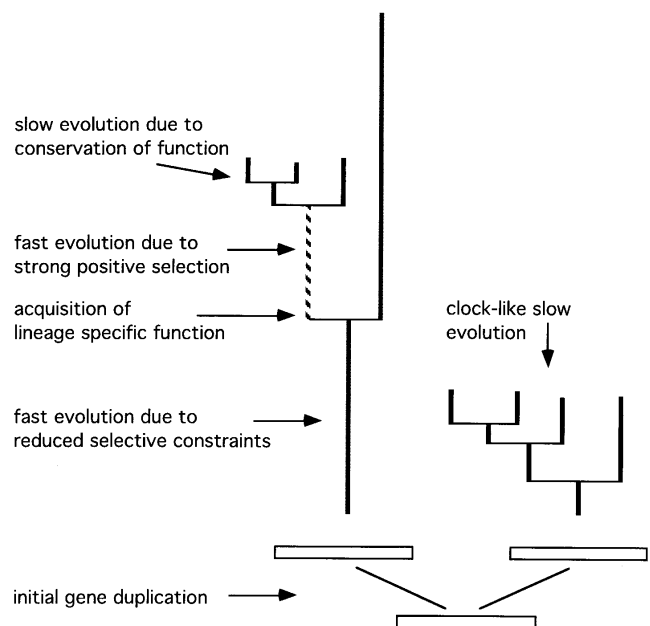 slow evolution due to
conservation of function
fast evolution due to
strong positive selection
acquisition of
lineage specific function
clock-like slow
evolution
fast evolution due to
reduced selective constraints
initial gene duplication